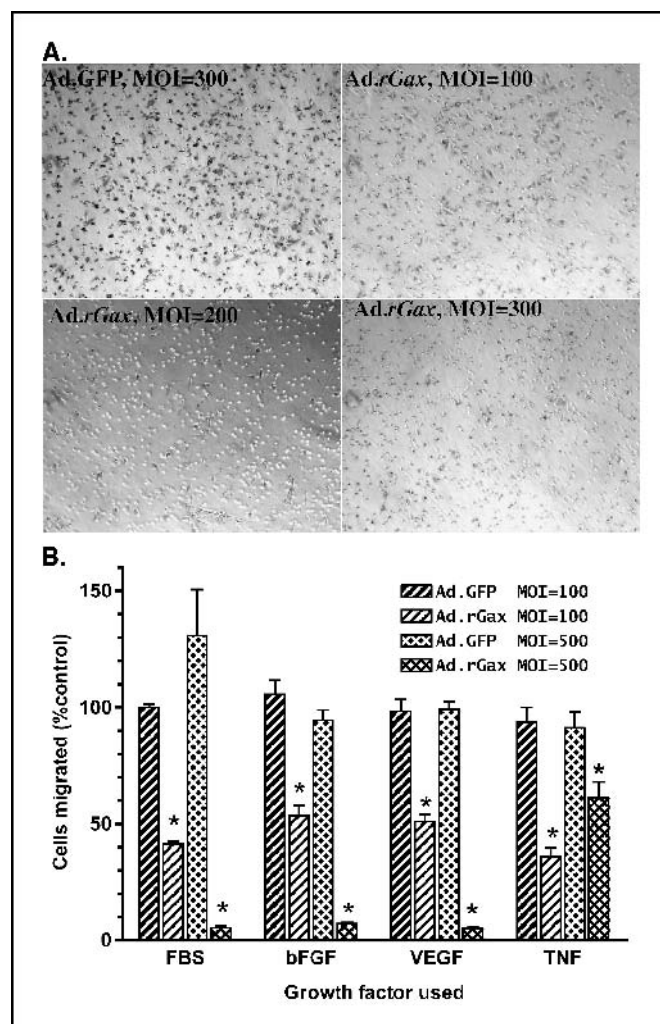 A.
Ad.GFP, MOI=300
Ad.rGax, MOI=100
Ad.rGax, MOI=200
Ad.rGax, MOI=300
B.
150
100
50
0
Cells migrated (%control)
Ad.GFP MOI=100
Ad.rGax MOI=100
Ad.GFP MOI=500
Ad.rGax MOI=500
* * * * * * * *
FBS bFGF VEGF TNF
Growth factor used